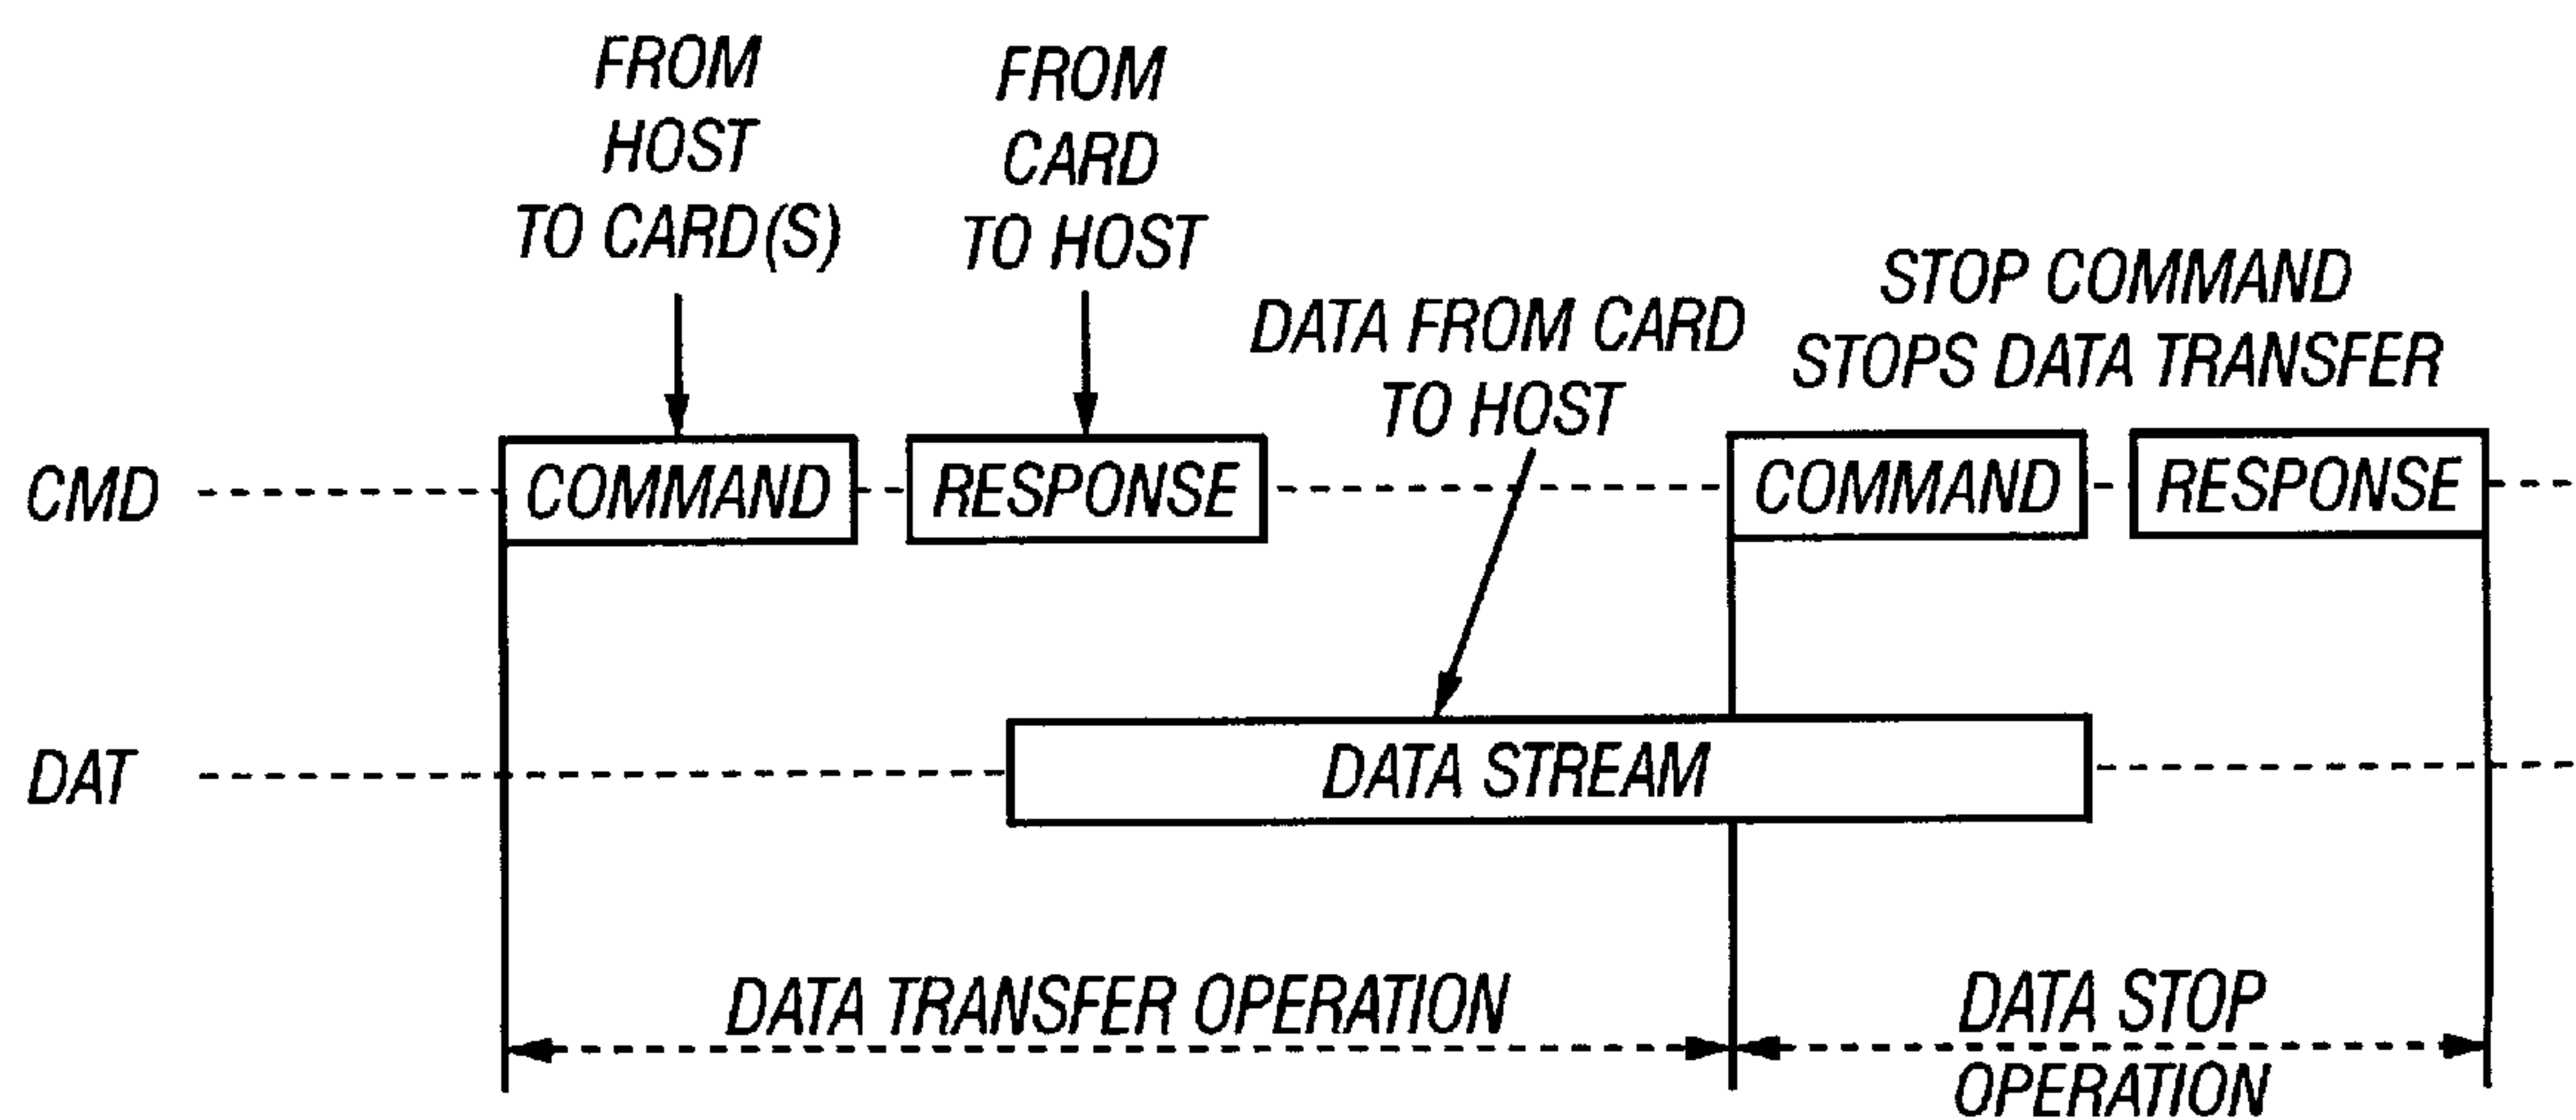 FROM
HOST
TO CARD(S)
FROM
CARD
TO HOST
DATA FROM CARD
TO HOST
STOP COMMAND
STOPS DATA TRANSFER
CMD
COMMAND
RESPONSE
COMMAND
RESPONSE
DAT
DATA STREAM
DATA TRANSFER OPERATION
DATA STOP
OPERATION